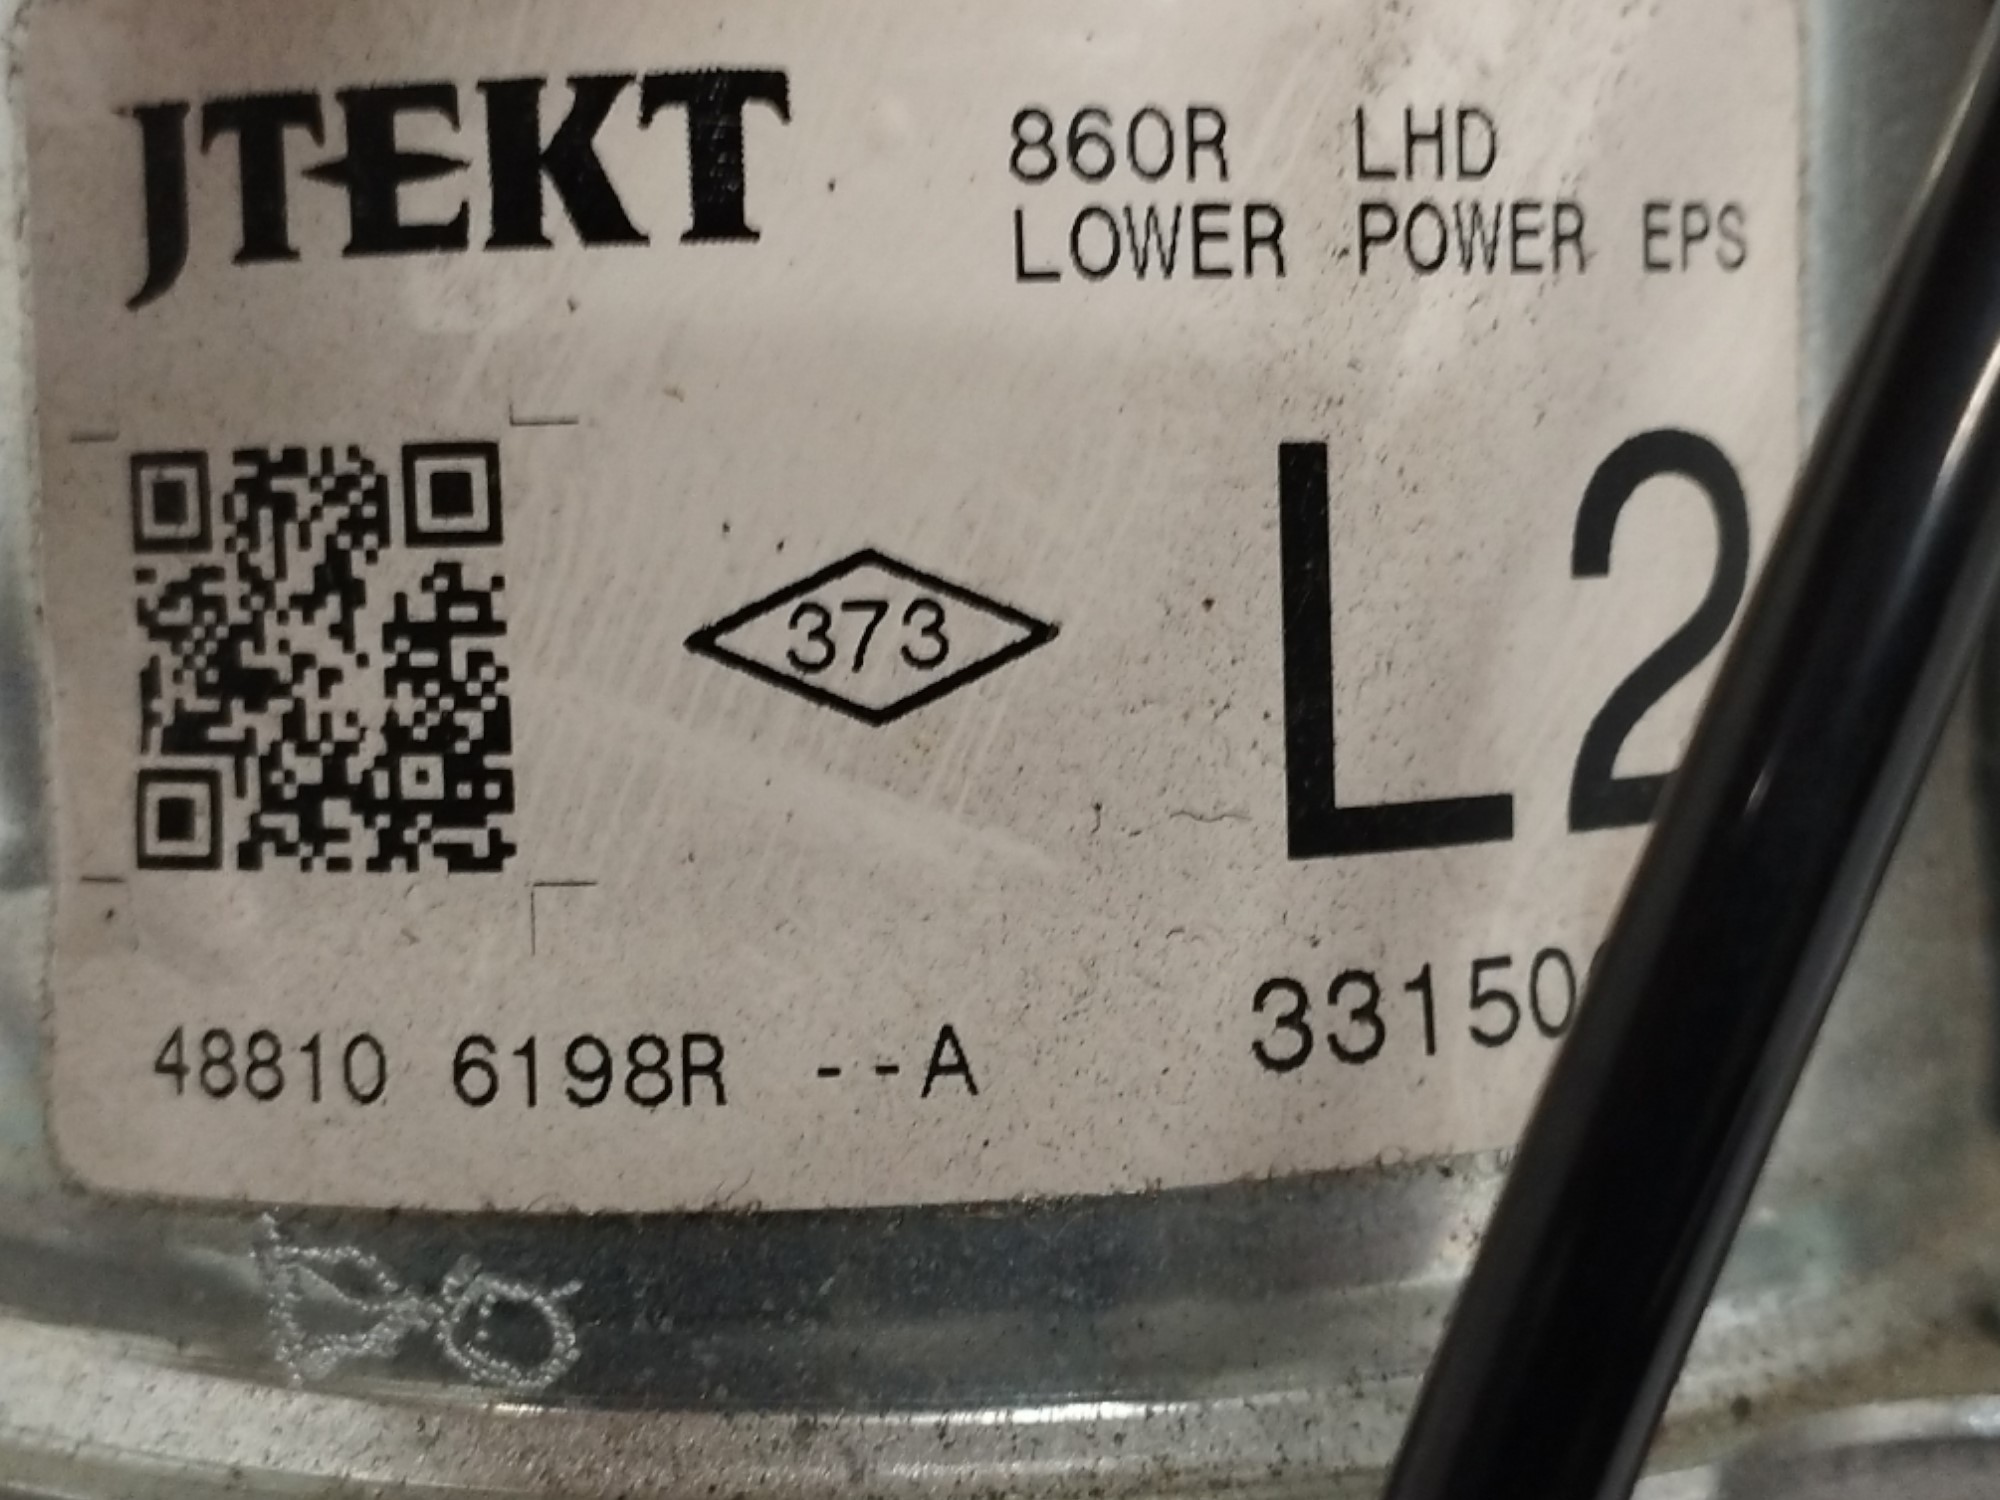 JTEKT
860R LHD
LOWER POWER EPS
373
L2
33150
48810 6198R --A